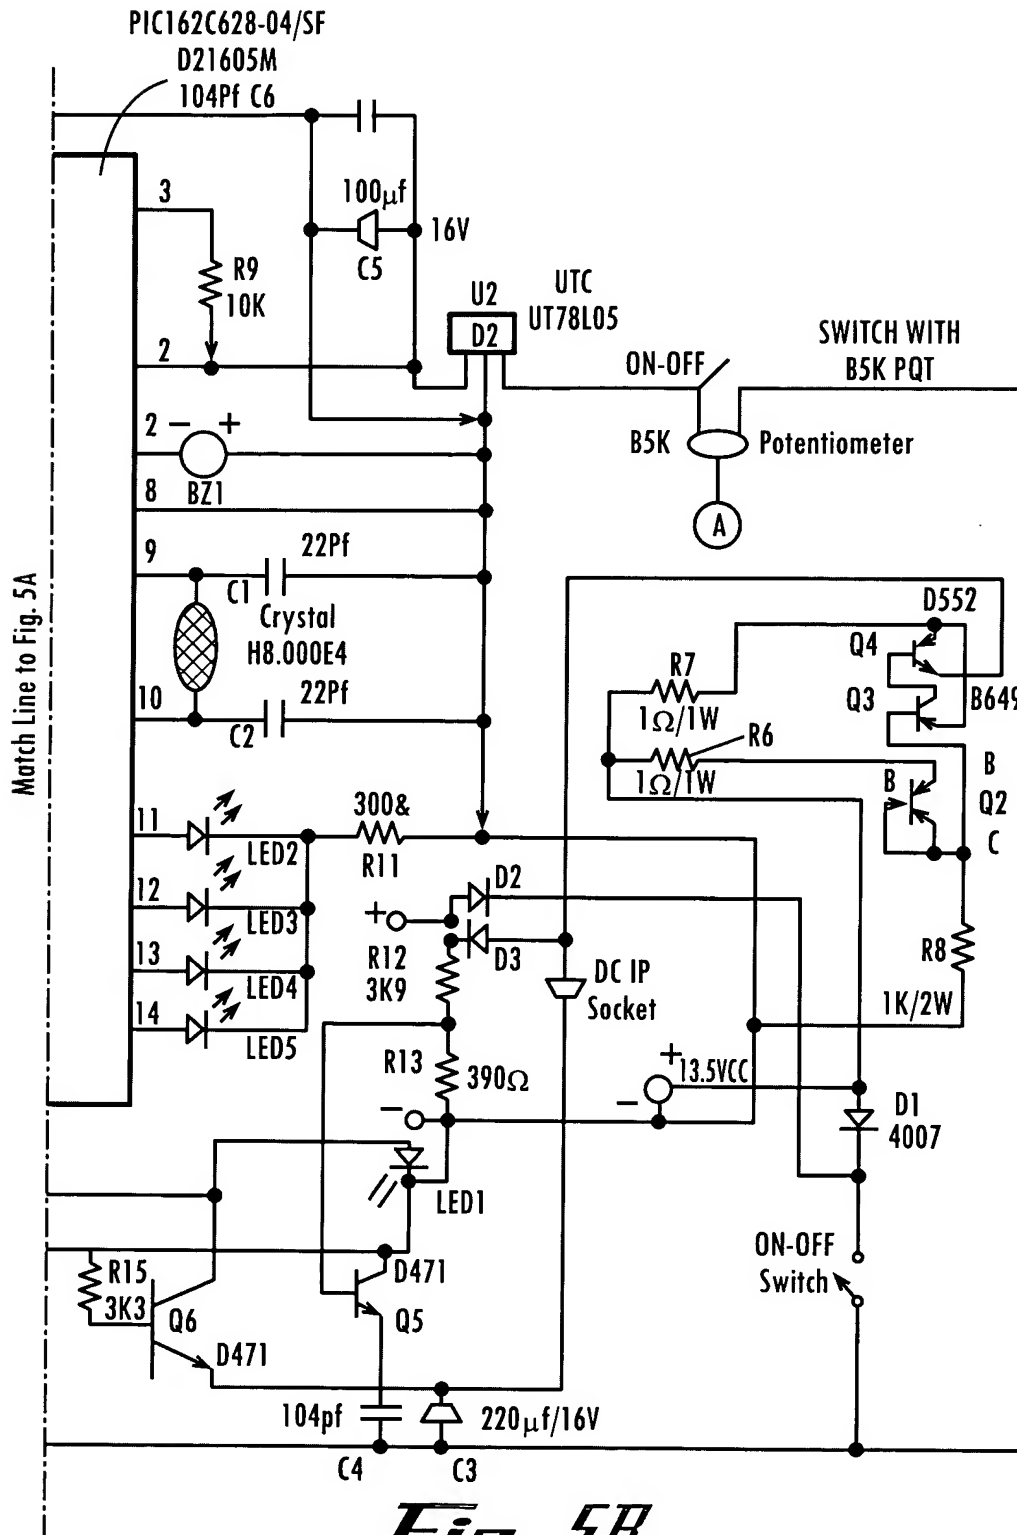 PIC162C628-04/SF
D21605M
104Pf C6
3
100µf
16V
C5
R9
10K
2
U2
D2
UTC
UT78L05
ON-OFF
SWITCH WITH
B5K PQT
2
− +
BZ1
B5K
Potentiometer
A
8
9
22Pf
C1
Crystal
H8.000E4
10
22Pf
C2
Match Line to Fig. 5A
D552
Q4
R7
1Ω/1W
Q3
B649
R6
1Ω/1W
B
B
Q2
C
11
LED2
300&
R11
12
LED3
13
LED4
14
LED5
D2
+
D3
R12
3K9
DC IP
Socket
R8
1K/2W
R13
390Ω
+
13.5VCC
−
−
D1
4007
LED1
ON-OFF
Switch
R15
3K3
Q6
D471
D471
Q5
104pf
220µf/16V
C4
C3
Fig. 5B